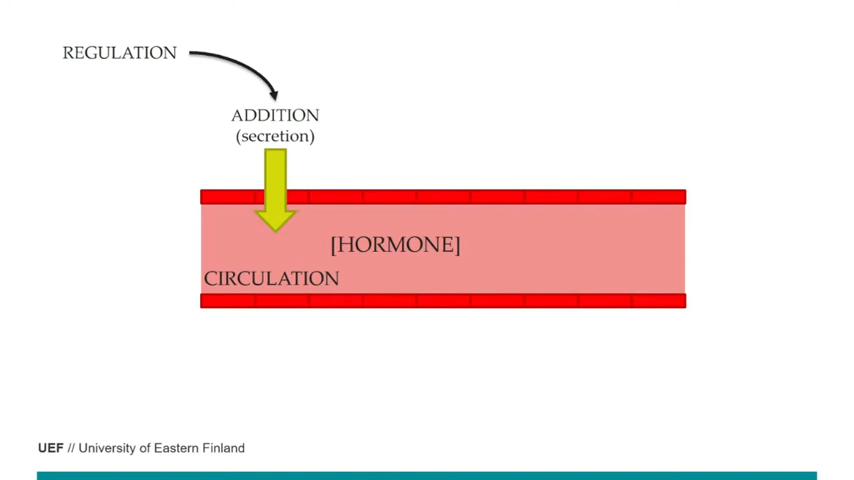 REGULATION
ADDITION
(secretion)
[HORMONE]
CIRCULATION
UEF // University of Eastern Finland